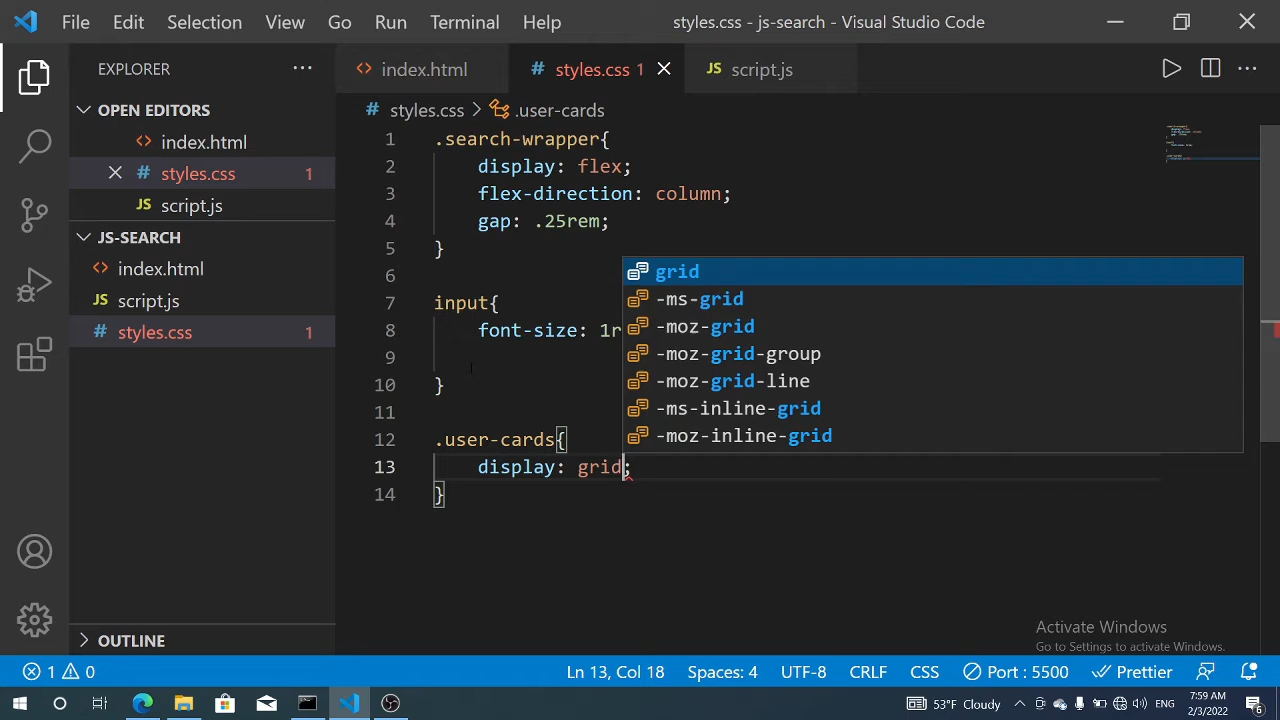 File Edit Selection View Go Run Terminal Help styles.css - js-search - Visual Studio Code
EXPLORER
OPEN EDITORS
index.html
styles.css 1
script.js
JS-SEARCH
index.html
script.js
styles.css 1
OUTLINE
index.html styles.css 1 script.js
styles.css > .user-cards
1 .search-wrapper{
2 display: flex;
3 flex-direction: column;
4 gap: .25rem;
5 }
6
7 input{
8 font-size: 1r
9
10 }
11
12 .user-cards{
13 display: grid;
14 }
grid
-ms-grid
-moz-grid
-moz-grid-group
-moz-grid-line
-ms-inline-grid
-moz-inline-grid
Activate Windows
Go to Settings to activate Windows.
1 0 Ln 13, Col 18 Spaces: 4 UTF-8 CRLF CSS Port : 5500 Prettier
53°F Cloudy ENG 7:59 AM
2/3/2022 6